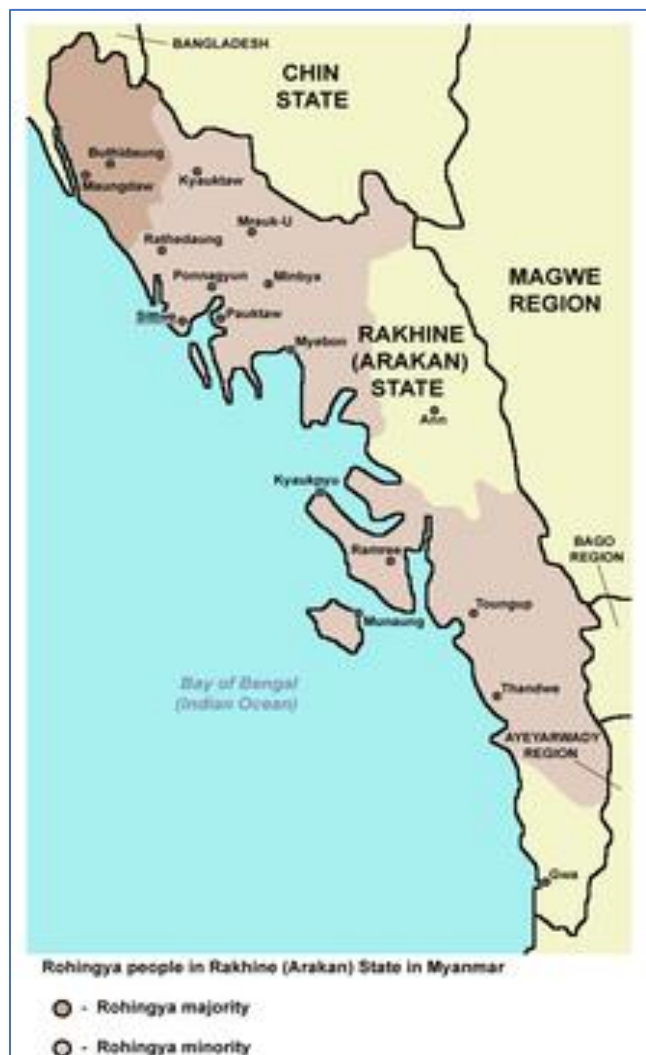 BANGLADESH
CHIN
STATE
Buthidaung
Maungdaw
Kyauktaw
Mrauk-U
Rathedaung
Ponnagyun
Minbya
Sittwe
Pauktaw
Myebon
MAGWE
REGION
RAKHINE
(ARAKAN)
STATE
Ann
Kyaukpyu
Ramree
BAGO
REGION
Toungup
Munaung
Bay of Bengal
(Indian Ocean)
Thandwe
AYEYARWADY
REGION
Gwa
Rohingya people in Rakhine (Arakan) State in Myanmar
- Rohingya majority
- Rohingya minority